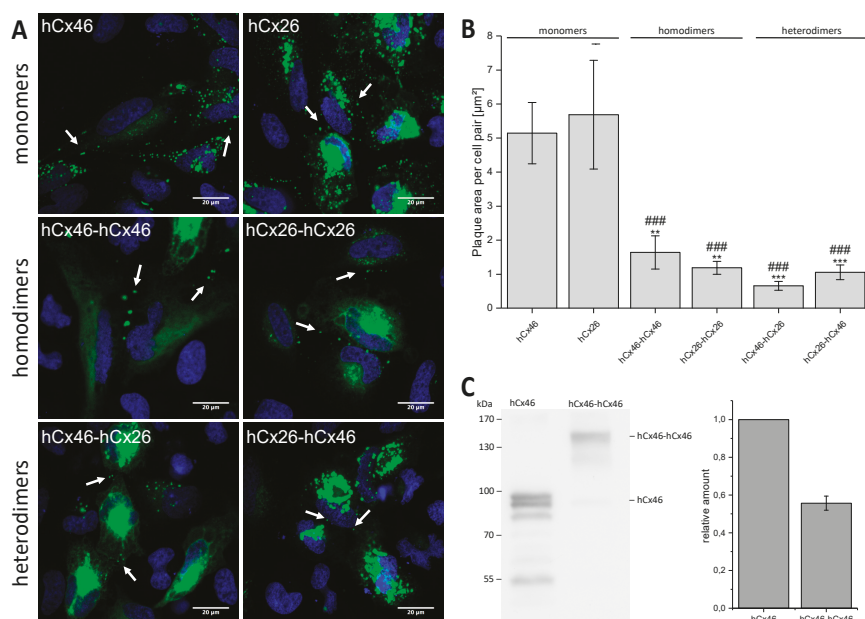 A
hCx46
hCx26
monomers
20 µm
20 µm
hCx46-hCx46
hCx26-hCx26
homodimers
20 µm
20 µm
hCx46-hCx26
hCx26-hCx46
heterodimers
20 µm
20 µm
B
monomers
homodimers
heterodimers
Plaque area per cell pair [µm²]
8
7
6
5
4
3
2
1
0
###
**
###
**
###
***
###
***
hCx46
hCx26
hCx46-hCx46
hCx26-hCx26
hCx46-hCx26
hCx26-hCx46
C
kDa
hCx46
hCx46-hCx46
170
130
100
70
55
hCx46-hCx46
hCx46
relative amount
1,0
0,8
0,6
0,4
0,2
0,0
hCx46
hCx46-hCx46